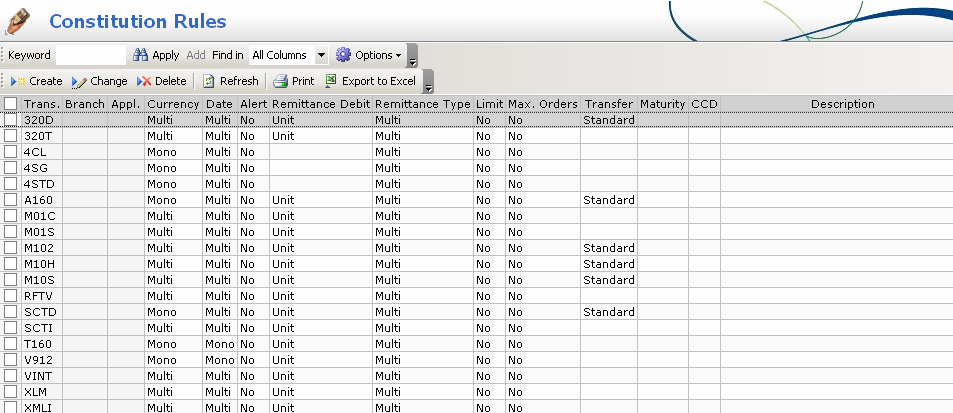 Constitution Rules
Keyword Apply Add Find in All Columns Options
Create Change Delete Refresh Print Export to Excel
Trans. Branch Appl. Currency Date Alert Remittance Debit Remittance Type Limit Max. Orders Transfer Maturity CCD Description
320D Multi Multi No Unit Multi No No Standard
320T Multi Multi No Unit Multi No No
4CL Mono Multi No Multi No No
4SG Mono Multi No Multi No No
4STD Mono Multi No Multi No No
A160 Mono Multi No Unit Multi No No Standard
M01C Multi Multi No Unit Multi No No
M01S Multi Multi No Unit Multi No No
M102 Multi Multi No Unit Multi No No Standard
M10H Multi Multi No Unit Multi No No Standard
M10S Multi Multi No Unit Multi No No Standard
RFTV Multi Multi No Unit Multi No No
SCTD Mono Multi No Unit Multi No No Standard
SCTI Multi Multi No Unit Multi No No
T160 Mono Mono No Unit Multi No No
V912 Mono Mono No Unit Multi No No
VINT Multi Multi No Unit Multi No No
XLM Mono Multi No Unit Multi No No
XMLI Mono Multi No Unit Multi No No